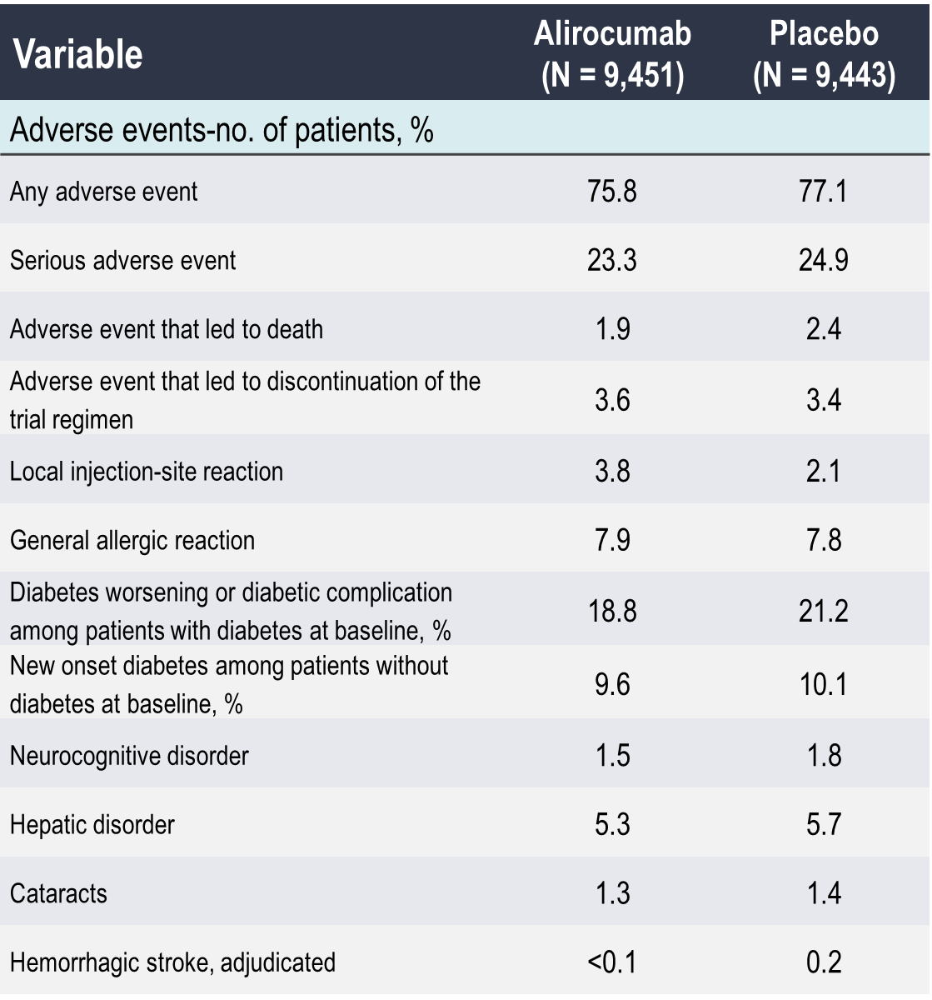 Variable Alirocumab (N = 9,451) Placebo (N = 9,443)
Adverse events-no. of patients, %
Any adverse event 75.8 77.1
Serious adverse event 23.3 24.9
Adverse event that led to death 1.9 2.4
Adverse event that led to discontinuation of the
trial regimen 3.6 3.4
Local injection-site reaction 3.8 2.1
General allergic reaction 7.9 7.8
Diabetes worsening or diabetic complication
among patients with diabetes at baseline, % 18.8 21.2
New onset diabetes among patients without
diabetes at baseline, % 9.6 10.1
Neurocognitive disorder 1.5 1.8
Hepatic disorder 5.3 5.7
Cataracts 1.3 1.4
Hemorrhagic stroke, adjudicated <0.1 0.2